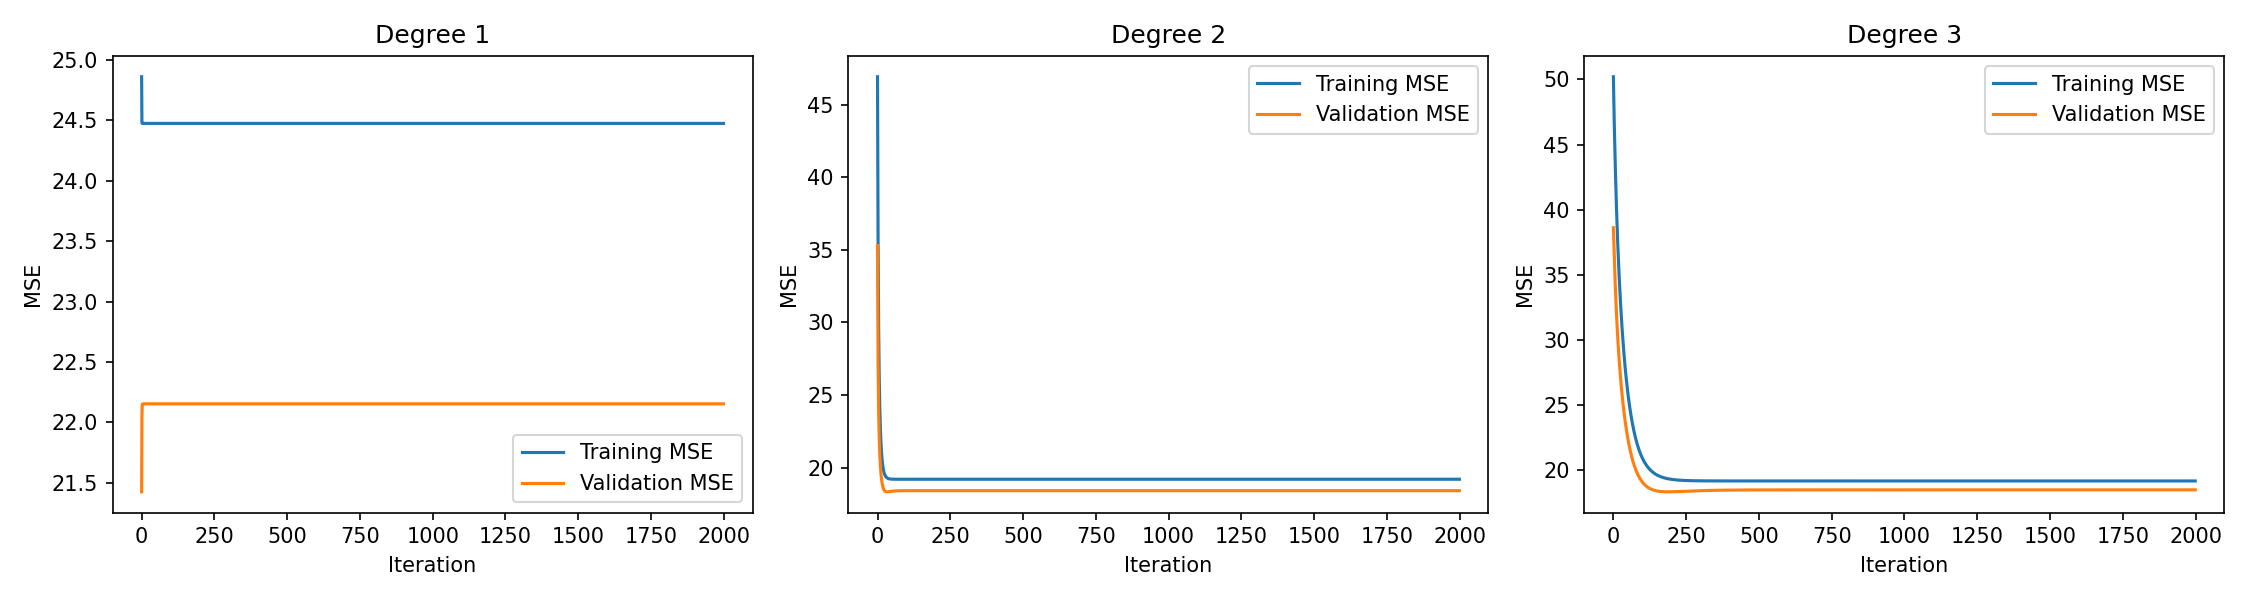 Degree 1
25.0
24.5
24.0
23.5
23.0
22.5
22.0
21.5
MSE
0 250 500 750 1000 1250 1500 1750 2000
Iteration
Training MSE
Validation MSE
Degree 2
45
40
35
30
25
20
MSE
0 250 500 750 1000 1250 1500 1750 2000
Iteration
Training MSE
Validation MSE
Degree 3
50
45
40
35
30
25
20
MSE
0 250 500 750 1000 1250 1500 1750 2000
Iteration
Training MSE
Validation MSE